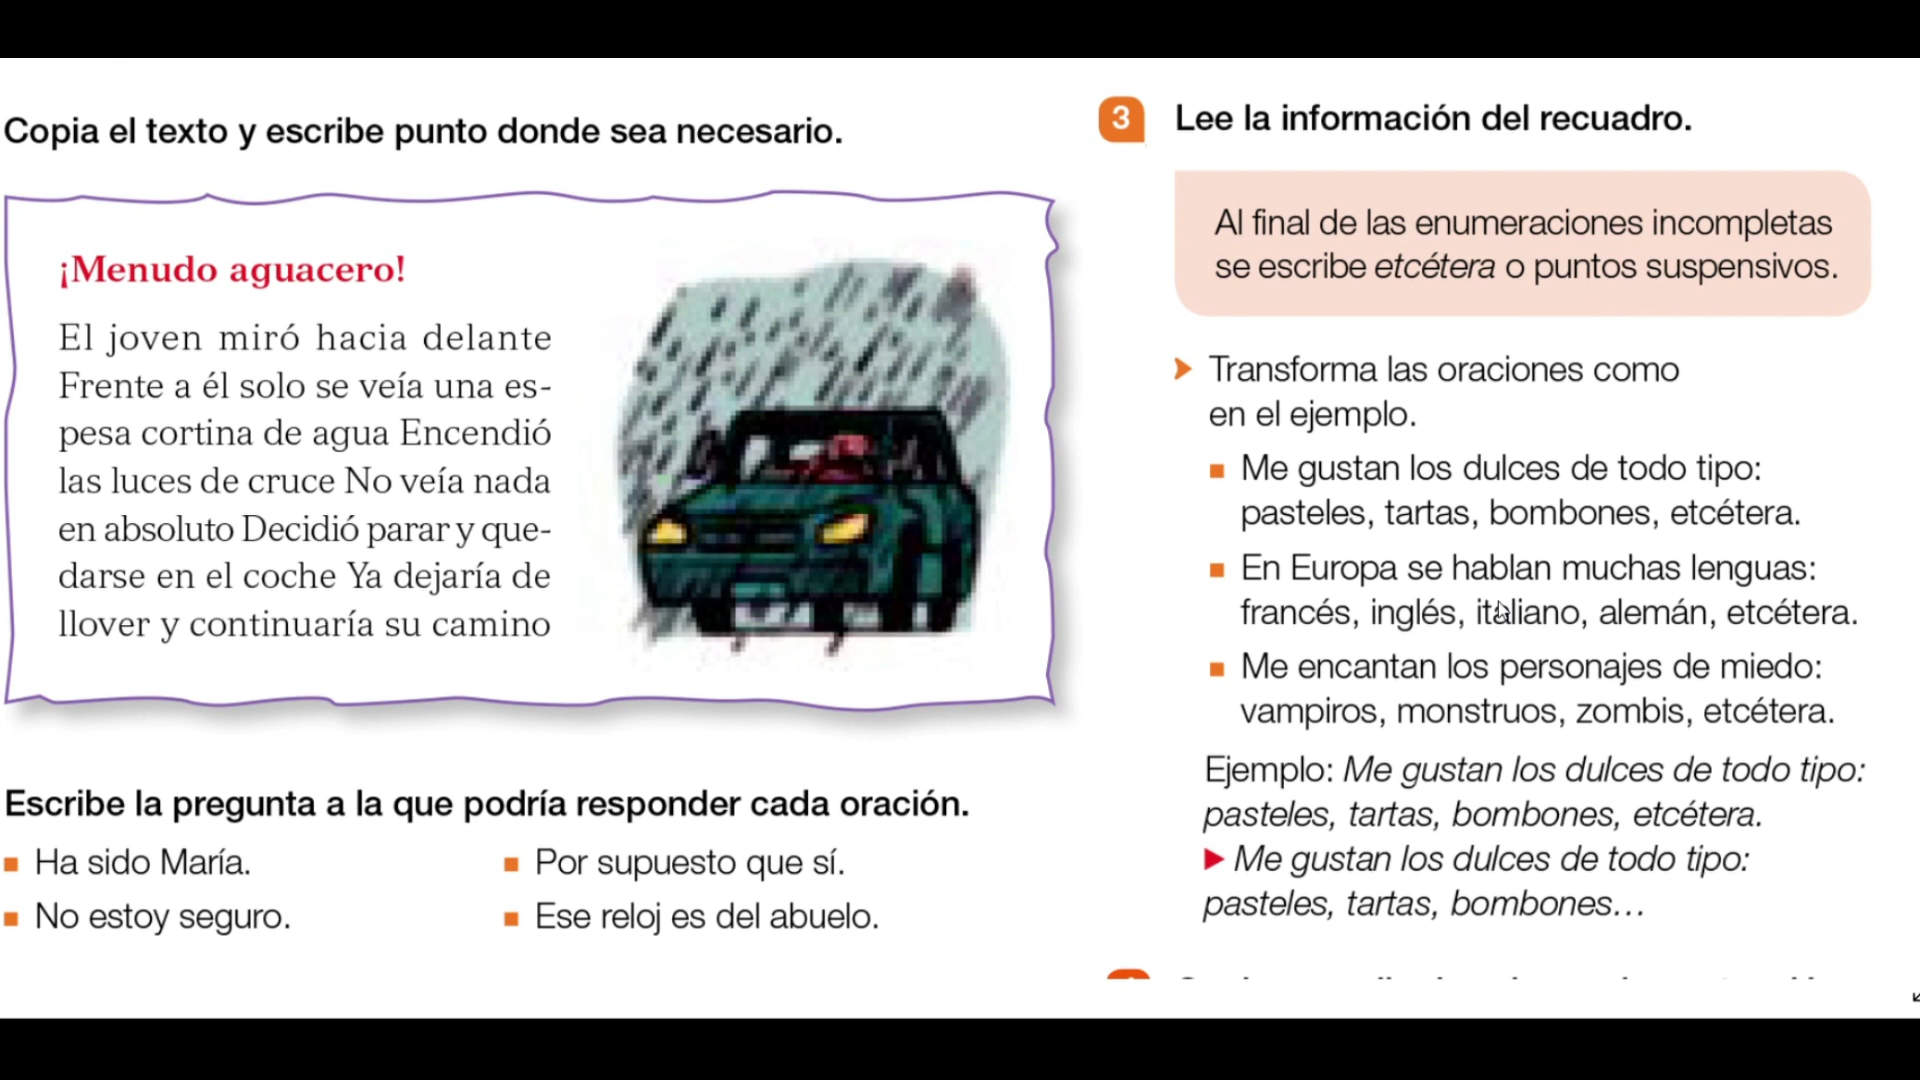 Copia el texto y escribe punto donde sea necesario.
¡Menudo aguacero!
El joven miró hacia delante
Frente a él solo se veía una es-
pesa cortina de agua Encendió
las luces de cruce No veía nada
en absoluto Decidió parar y que-
darse en el coche Ya dejaría de
llover y continuaría su camino
Escribe la pregunta a la que podría responder cada oración.
Ha sido María.
No estoy seguro.
Por supuesto que sí.
Ese reloj es del abuelo.
3 Lee la información del recuadro.
Al final de las enumeraciones incompletas
se escribe etcétera o puntos suspensivos.
Transforma las oraciones como
en el ejemplo.
Me gustan los dulces de todo tipo:
pasteles, tartas, bombones, etcétera.
En Europa se hablan muchas lenguas:
francés, inglés, italiano, alemán, etcétera.
Me encantan los personajes de miedo:
vampiros, monstruos, zombis, etcétera.
Ejemplo: Me gustan los dulces de todo tipo:
pasteles, tartas, bombones, etcétera.
Me gustan los dulces de todo tipo:
pasteles, tartas, bombones...